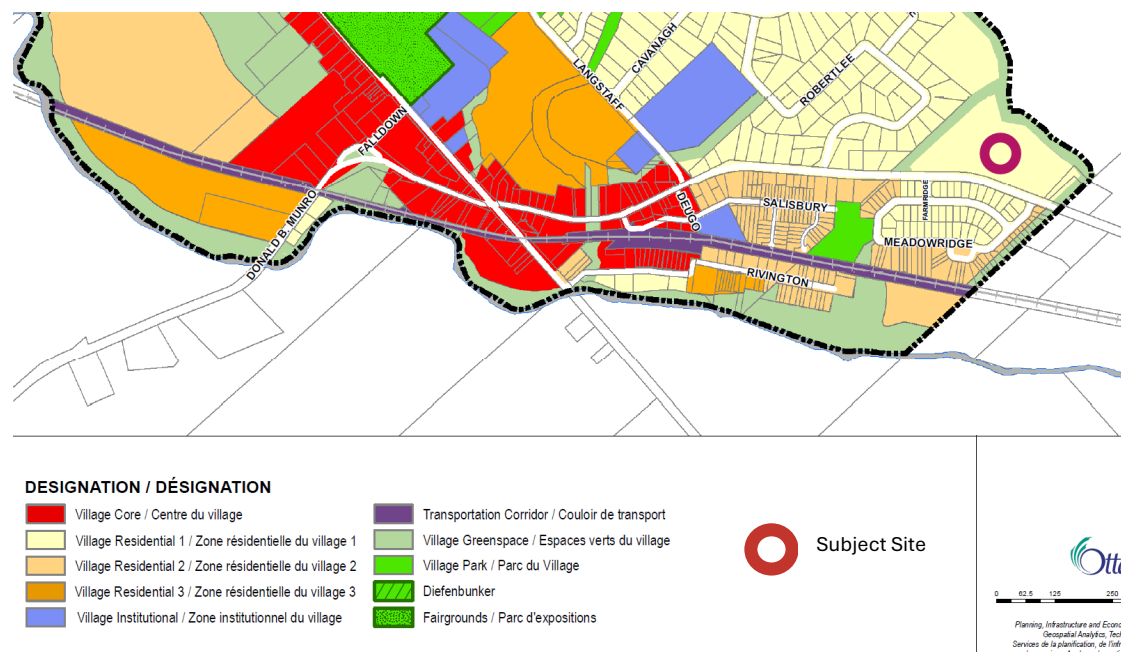 CAVANAGH
LANGSTAFF
ROBERTLEE
FALLDOWN
DONALD B. MUNRO
DEUGO
SALISBURY
FARMRIDGE
MEADOWRIDGE
RIVINGTON
DESIGNATION / DÉSIGNATION
Village Core / Centre du village
Village Residential 1 / Zone résidentielle du village 1
Village Residential 2 / Zone résidentielle du village 2
Village Residential 3 / Zone résidentielle du village 3
Village Institutional / Zone institutionnel du village
Transportation Corridor / Couloir de transport
Village Greenspace / Espaces verts du village
Village Park / Parc du Village
Diefenbunker
Fairgrounds / Parc d'expositions
Subject Site
Otta
0 62.5 125 250
Planning, Infrastructure and Econo
Geospatial Analytics, Tech
Services de la planification, de l'infr